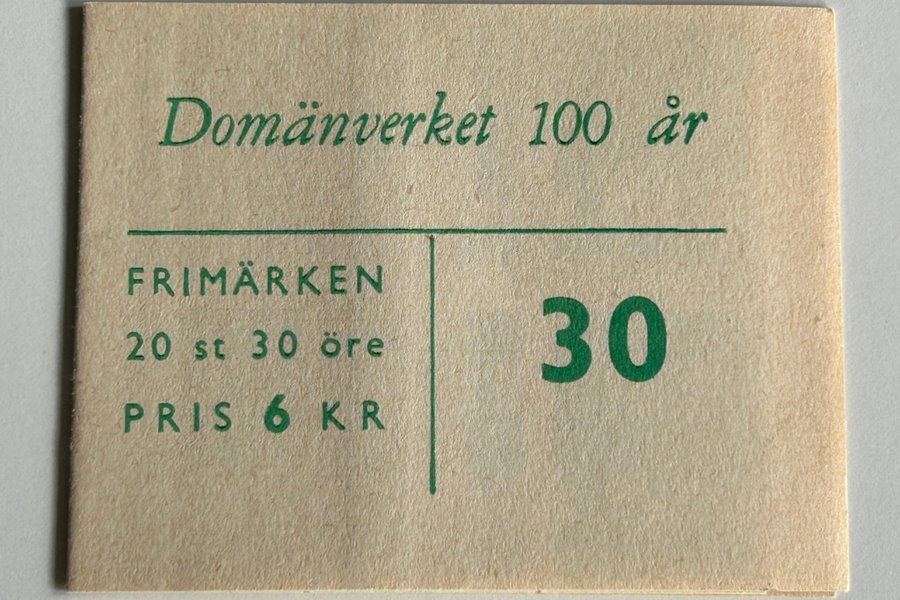 Domänverket 100 år
FRIMÄRKEN
20 st 30 öre
PRIS 6 KR
30